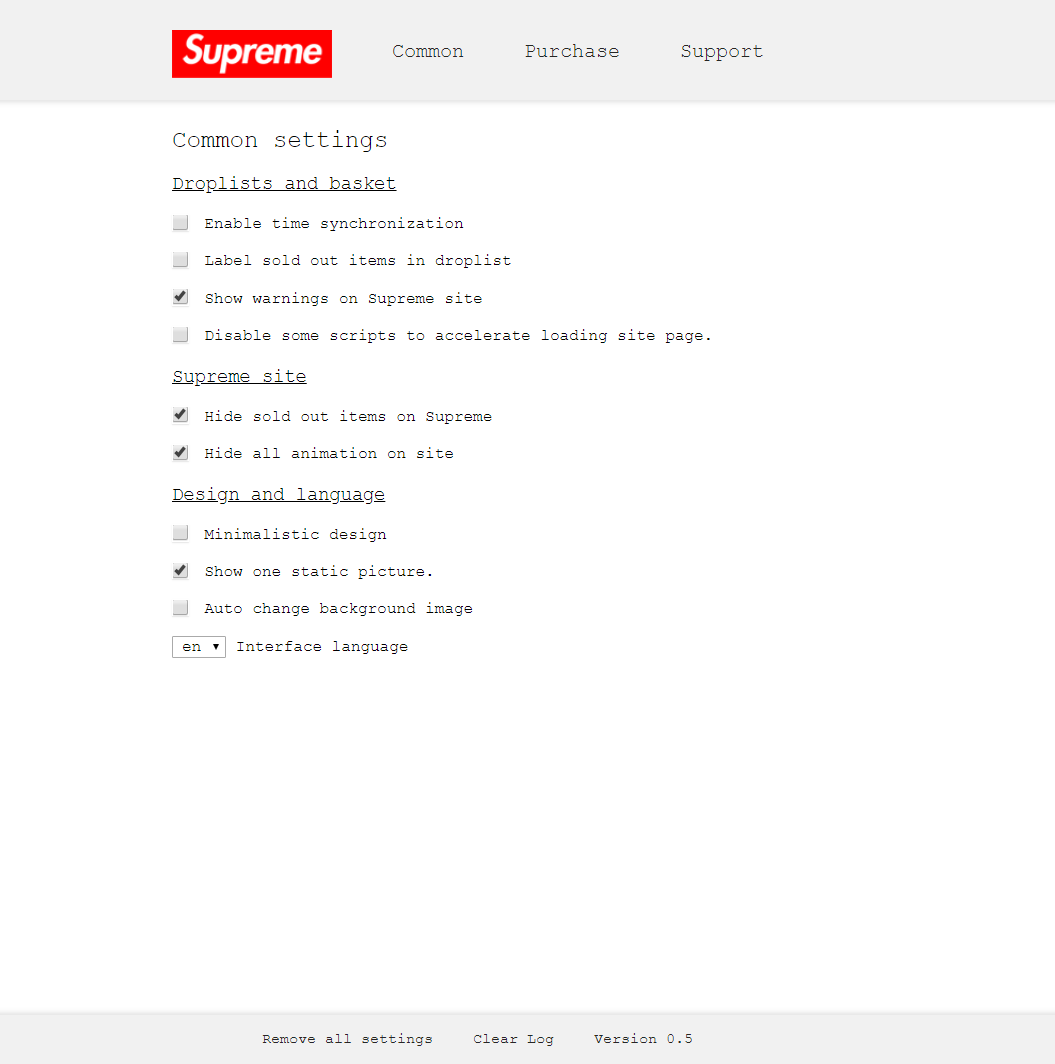 Supreme Common Purchase Support
Common settings
Droplists and basket
Enable time synchronization
Label sold out items in droplist
Show warnings on Supreme site
Disable some scripts to accelerate loading site page.
Supreme site
Hide sold out items on Supreme
Hide all animation on site
Design and language
Minimalistic design
Show one static picture.
Auto change background image
en Interface language
Remove all settings Clear Log Version 0.5